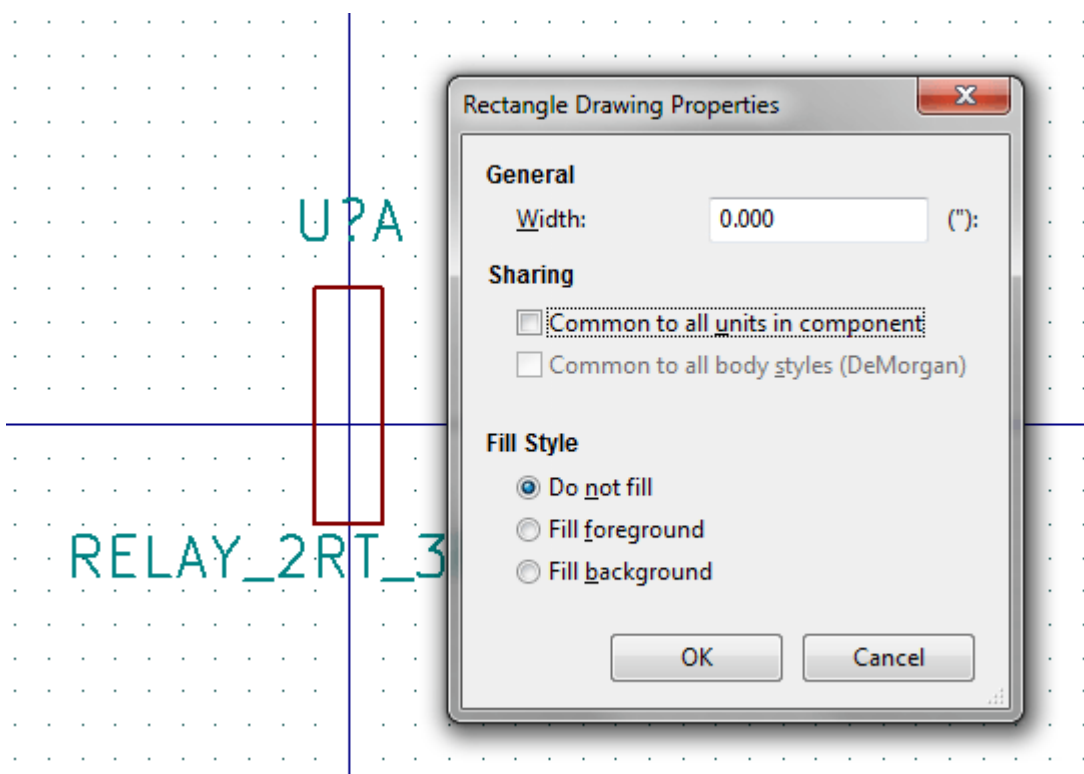 Rectangle Drawing Properties
General
Width: 0.000 ("):
Sharing
Common to all units in component
Common to all body styles (DeMorgan)
Fill Style
Do not fill
Fill foreground
Fill background
OK Cancel
U?A
RELAY_2RT_3